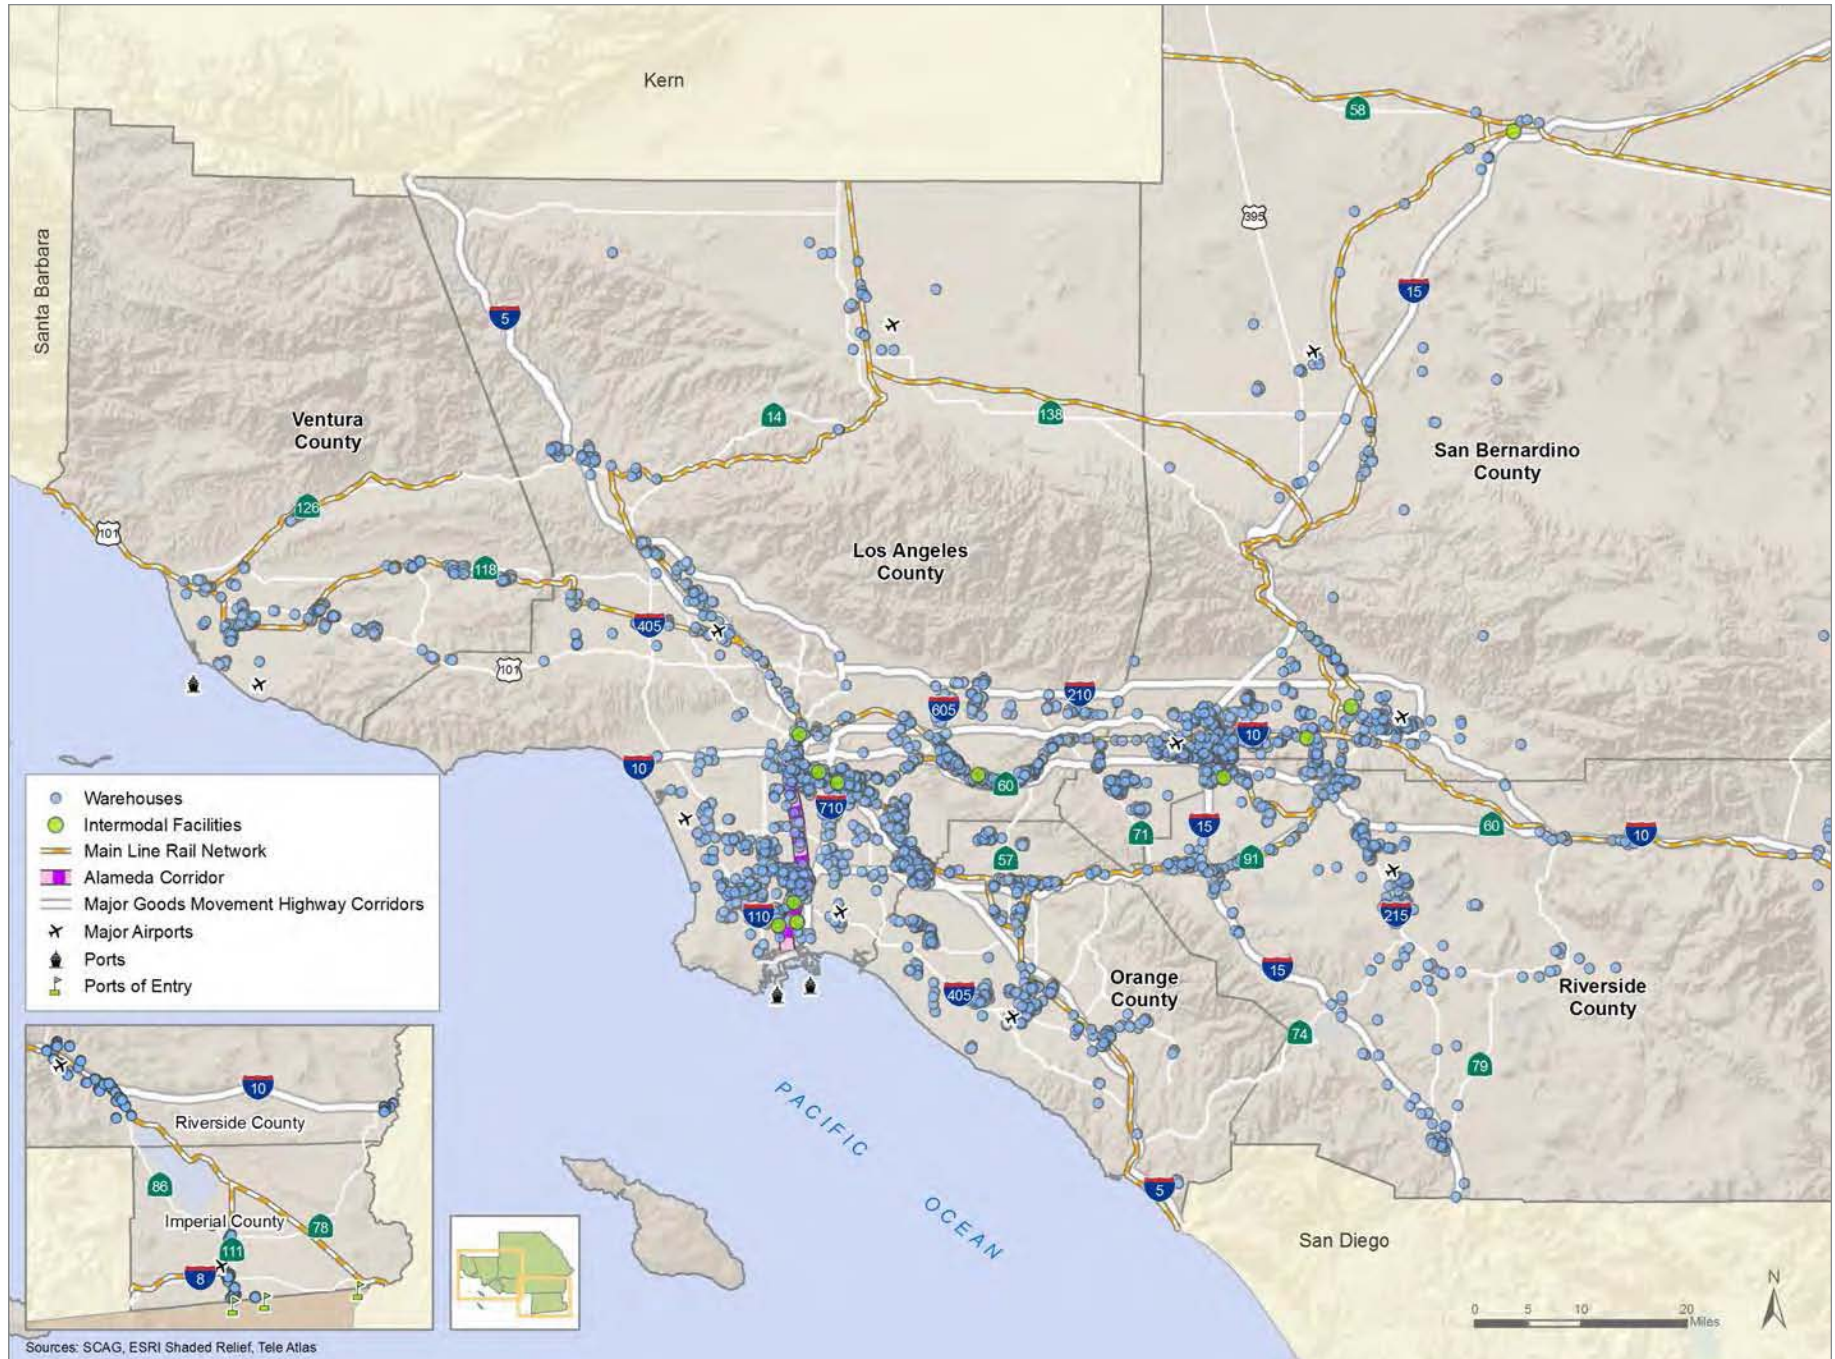 Kern
58
Santa Barbara
395
15
5
Ventura
County
14
138
San Bernardino
County
126
101
Los Angeles
County
118
405
101
210
605
10
10
60
710
15
60
10
71
91
57
110
215
Orange
County
15
405
Riverside
County
74
79
5
San Diego
PACIFIC
OCEAN
Warehouses
Intermodal Facilities
Main Line Rail Network
Alameda Corridor
Major Goods Movement Highway Corridors
Major Airports
Ports
Ports of Entry
10
Riverside County
86
Imperial County
78
111
8
N
0 5 10 20
Miles
Sources: SCAG, ESRI Shaded Relief, Tele Atlas